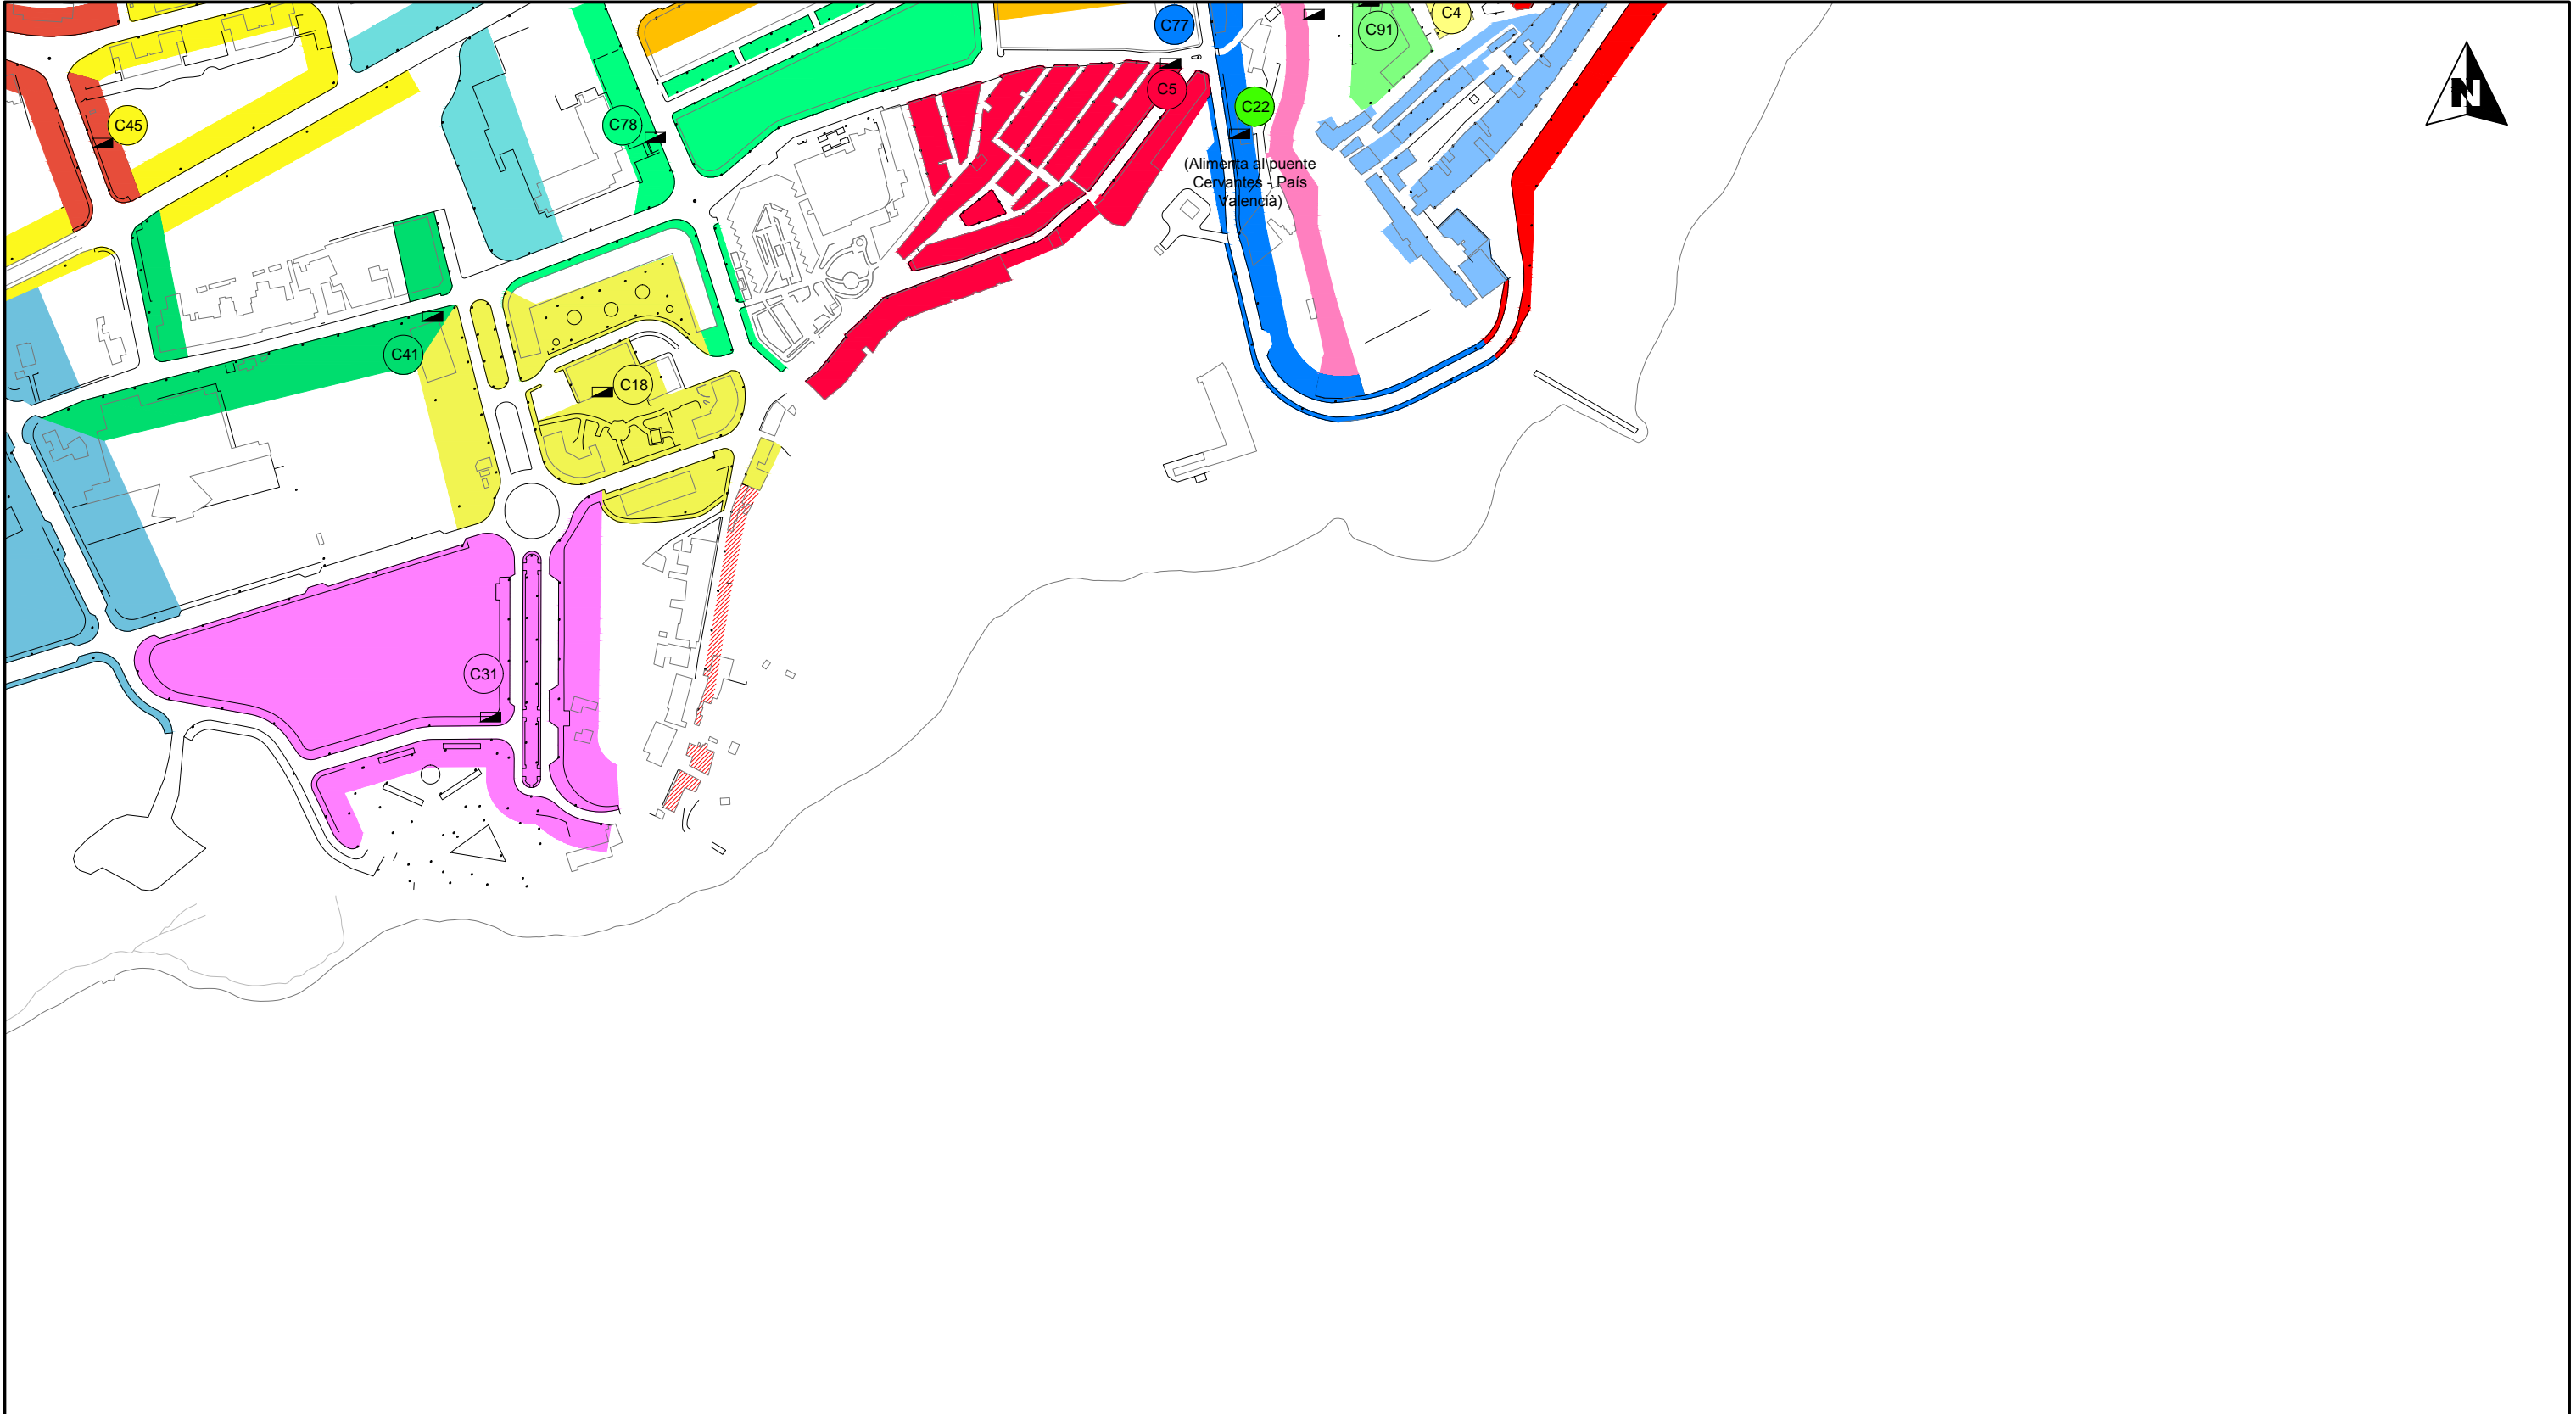 C77
C91
C4
C5
C22
C45
C78
(Alimenta al puente
Cervantes - País
Valencià)
C41
C18
C31
N